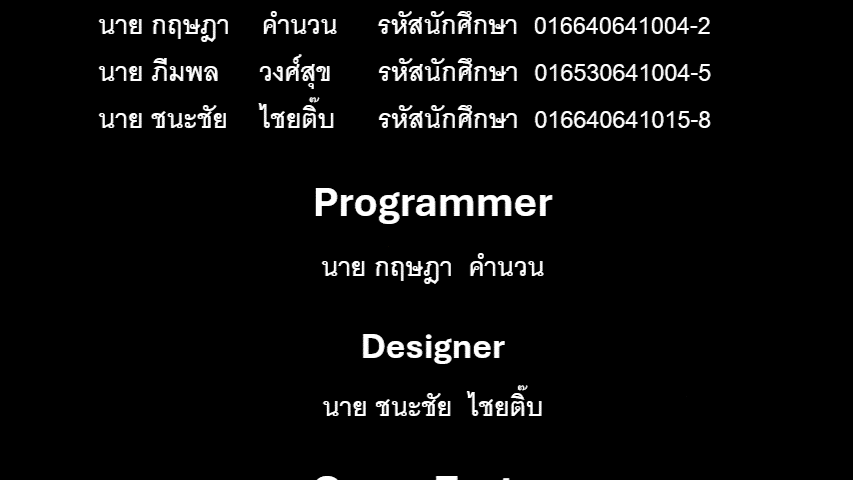 นาย กฤษฎา คำนวน รหัสนักศึกษา 016640641004-2
นาย ภีมพล วงศ์สุข รหัสนักศึกษา 016530641004-5
นาย ชนะชัย ไชยติ๊บ รหัสนักศึกษา 016640641015-8
Programmer
นาย กฤษฎา คำนวน
Designer
นาย ชนะชัย ไชยติ๊บ